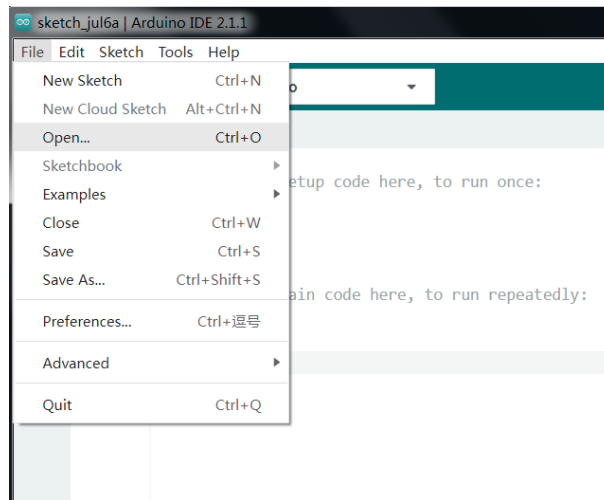 sketch_jul6a | Arduino IDE 2.1.1
File Edit Sketch Tools Help
New Sketch Ctrl+N
New Cloud Sketch Alt+Ctrl+N
Open... Ctrl+O
Sketchbook
Examples
Close Ctrl+W
Save Ctrl+S
Save As... Ctrl+Shift+S
Preferences... Ctrl+逗号
Advanced
Quit Ctrl+Q
o
etup code here, to run once:
ain code here, to run repeatedly: